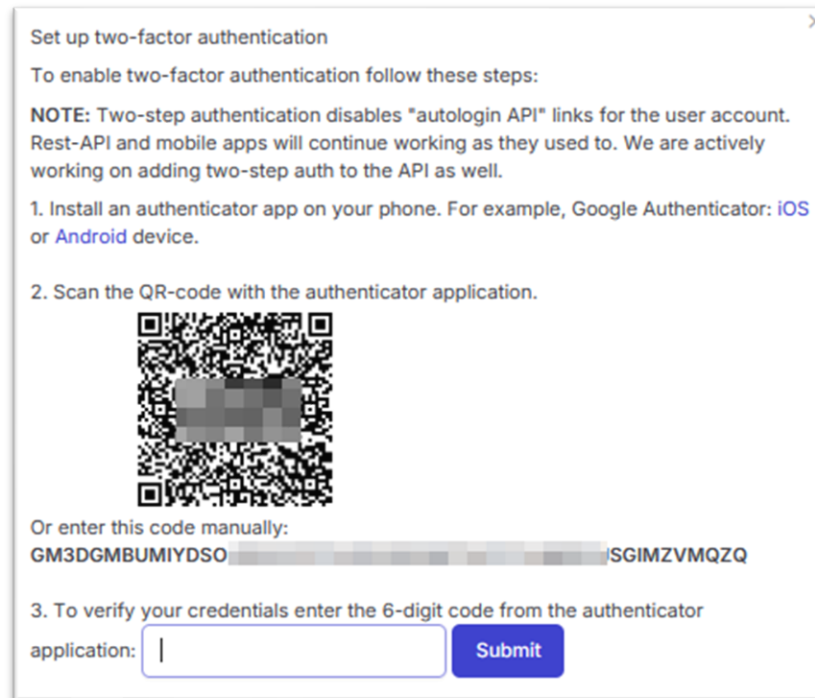 Set up two-factor authentication
To enable two-factor authentication follow these steps:
NOTE: Two-step authentication disables "autologin API" links for the user account.
Rest-API and mobile apps will continue working as they used to. We are actively
working on adding two-step auth to the API as well.
1. Install an authenticator app on your phone. For example, Google Authenticator: iOS
or Android device.
2. Scan the QR-code with the authenticator application.
Or enter this code manually:
GM3DGMBUMIYDSO SGIMZVMQZQ
3. To verify your credentials enter the 6-digit code from the authenticator
application: Submit